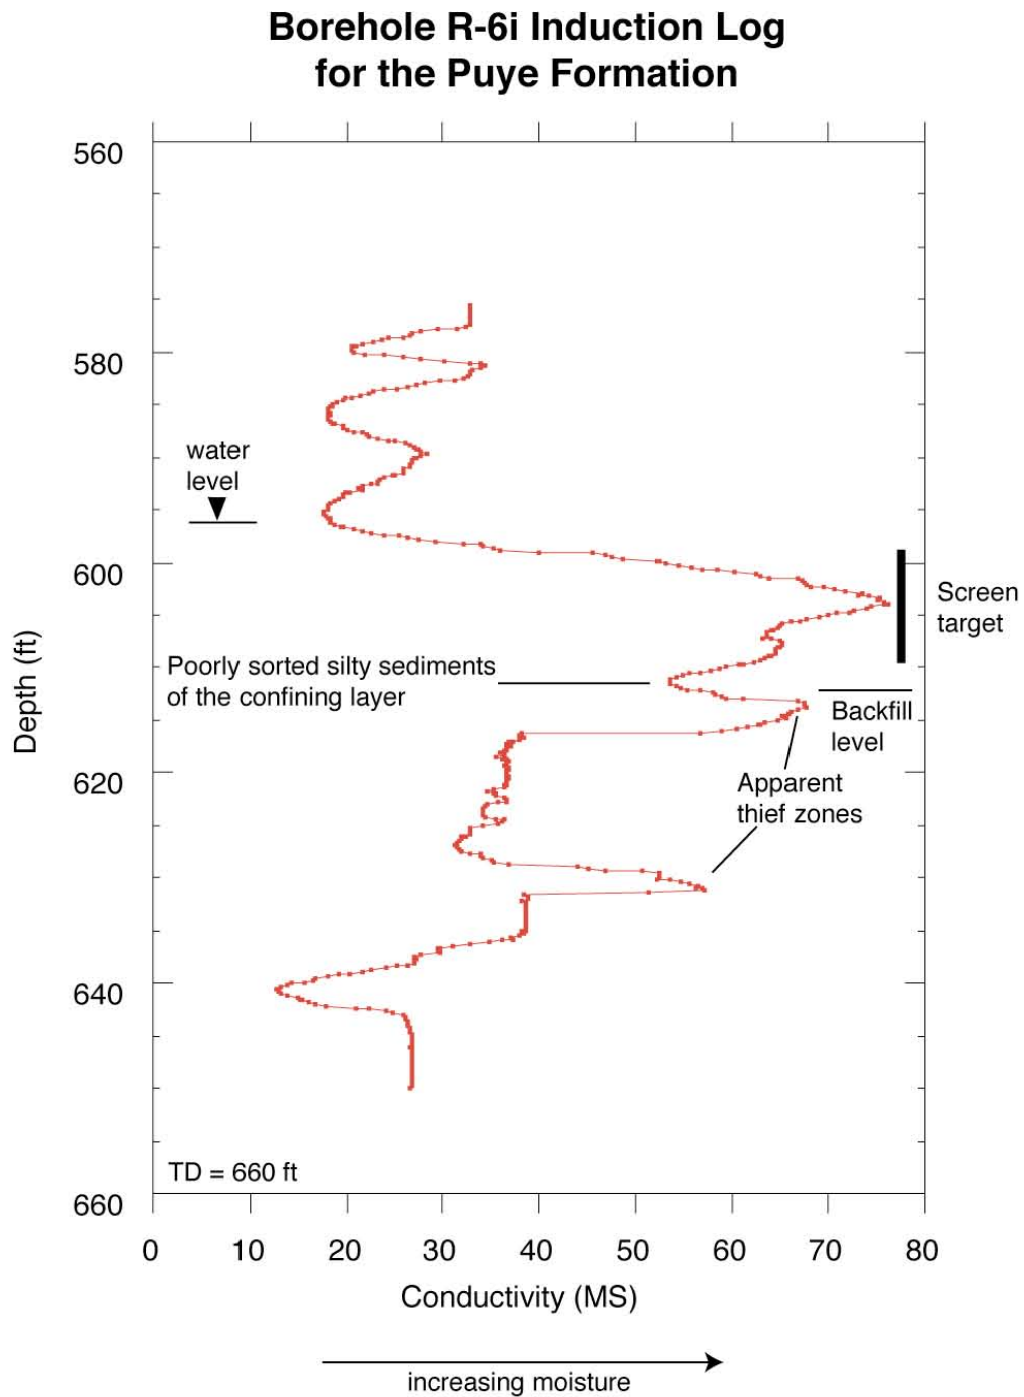 Borehole R-6i Induction Log
for the Puye Formation
560
580
water
level
600
Screen
target
Depth (ft)
Poorly sorted silty sediments
of the confining layer
Backfill
level
620
Apparent
thief zones
640
TD = 660 ft
660
0 10 20 30 40 50 60 70 80
Conductivity (MS)
increasing moisture